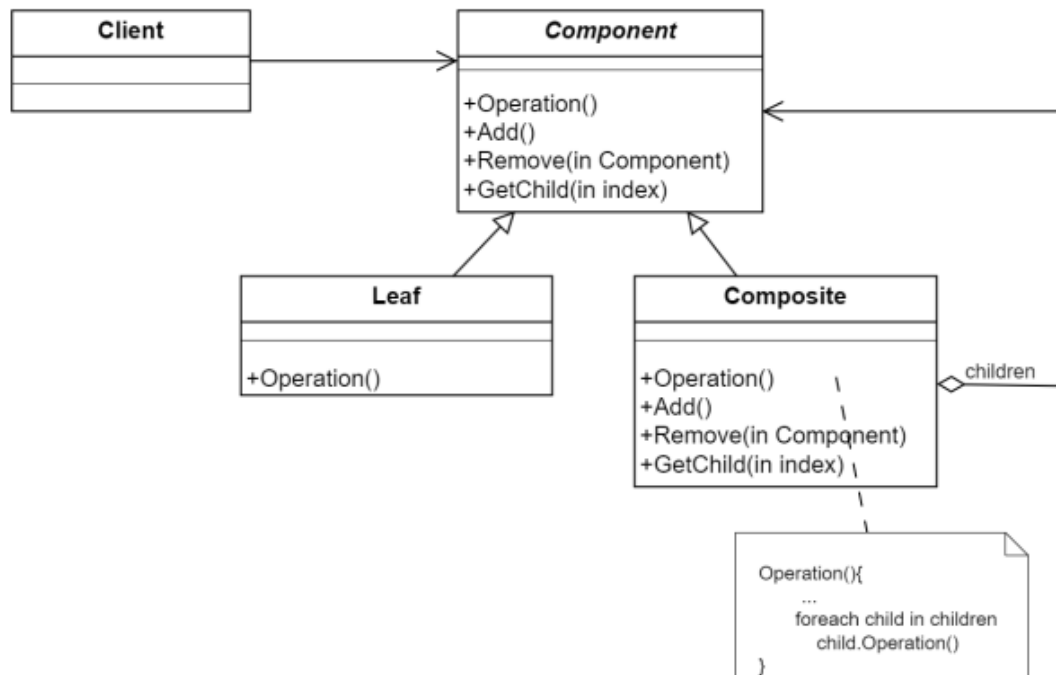 Client
Component
+Operation()
+Add()
+Remove(in Component)
+GetChild(in index)
Leaf
+Operation()
Composite
+Operation()
+Add()
+Remove(in Component)
+GetChild(in index)
children
Operation(){
...
foreach child in children
child.Operation()
}